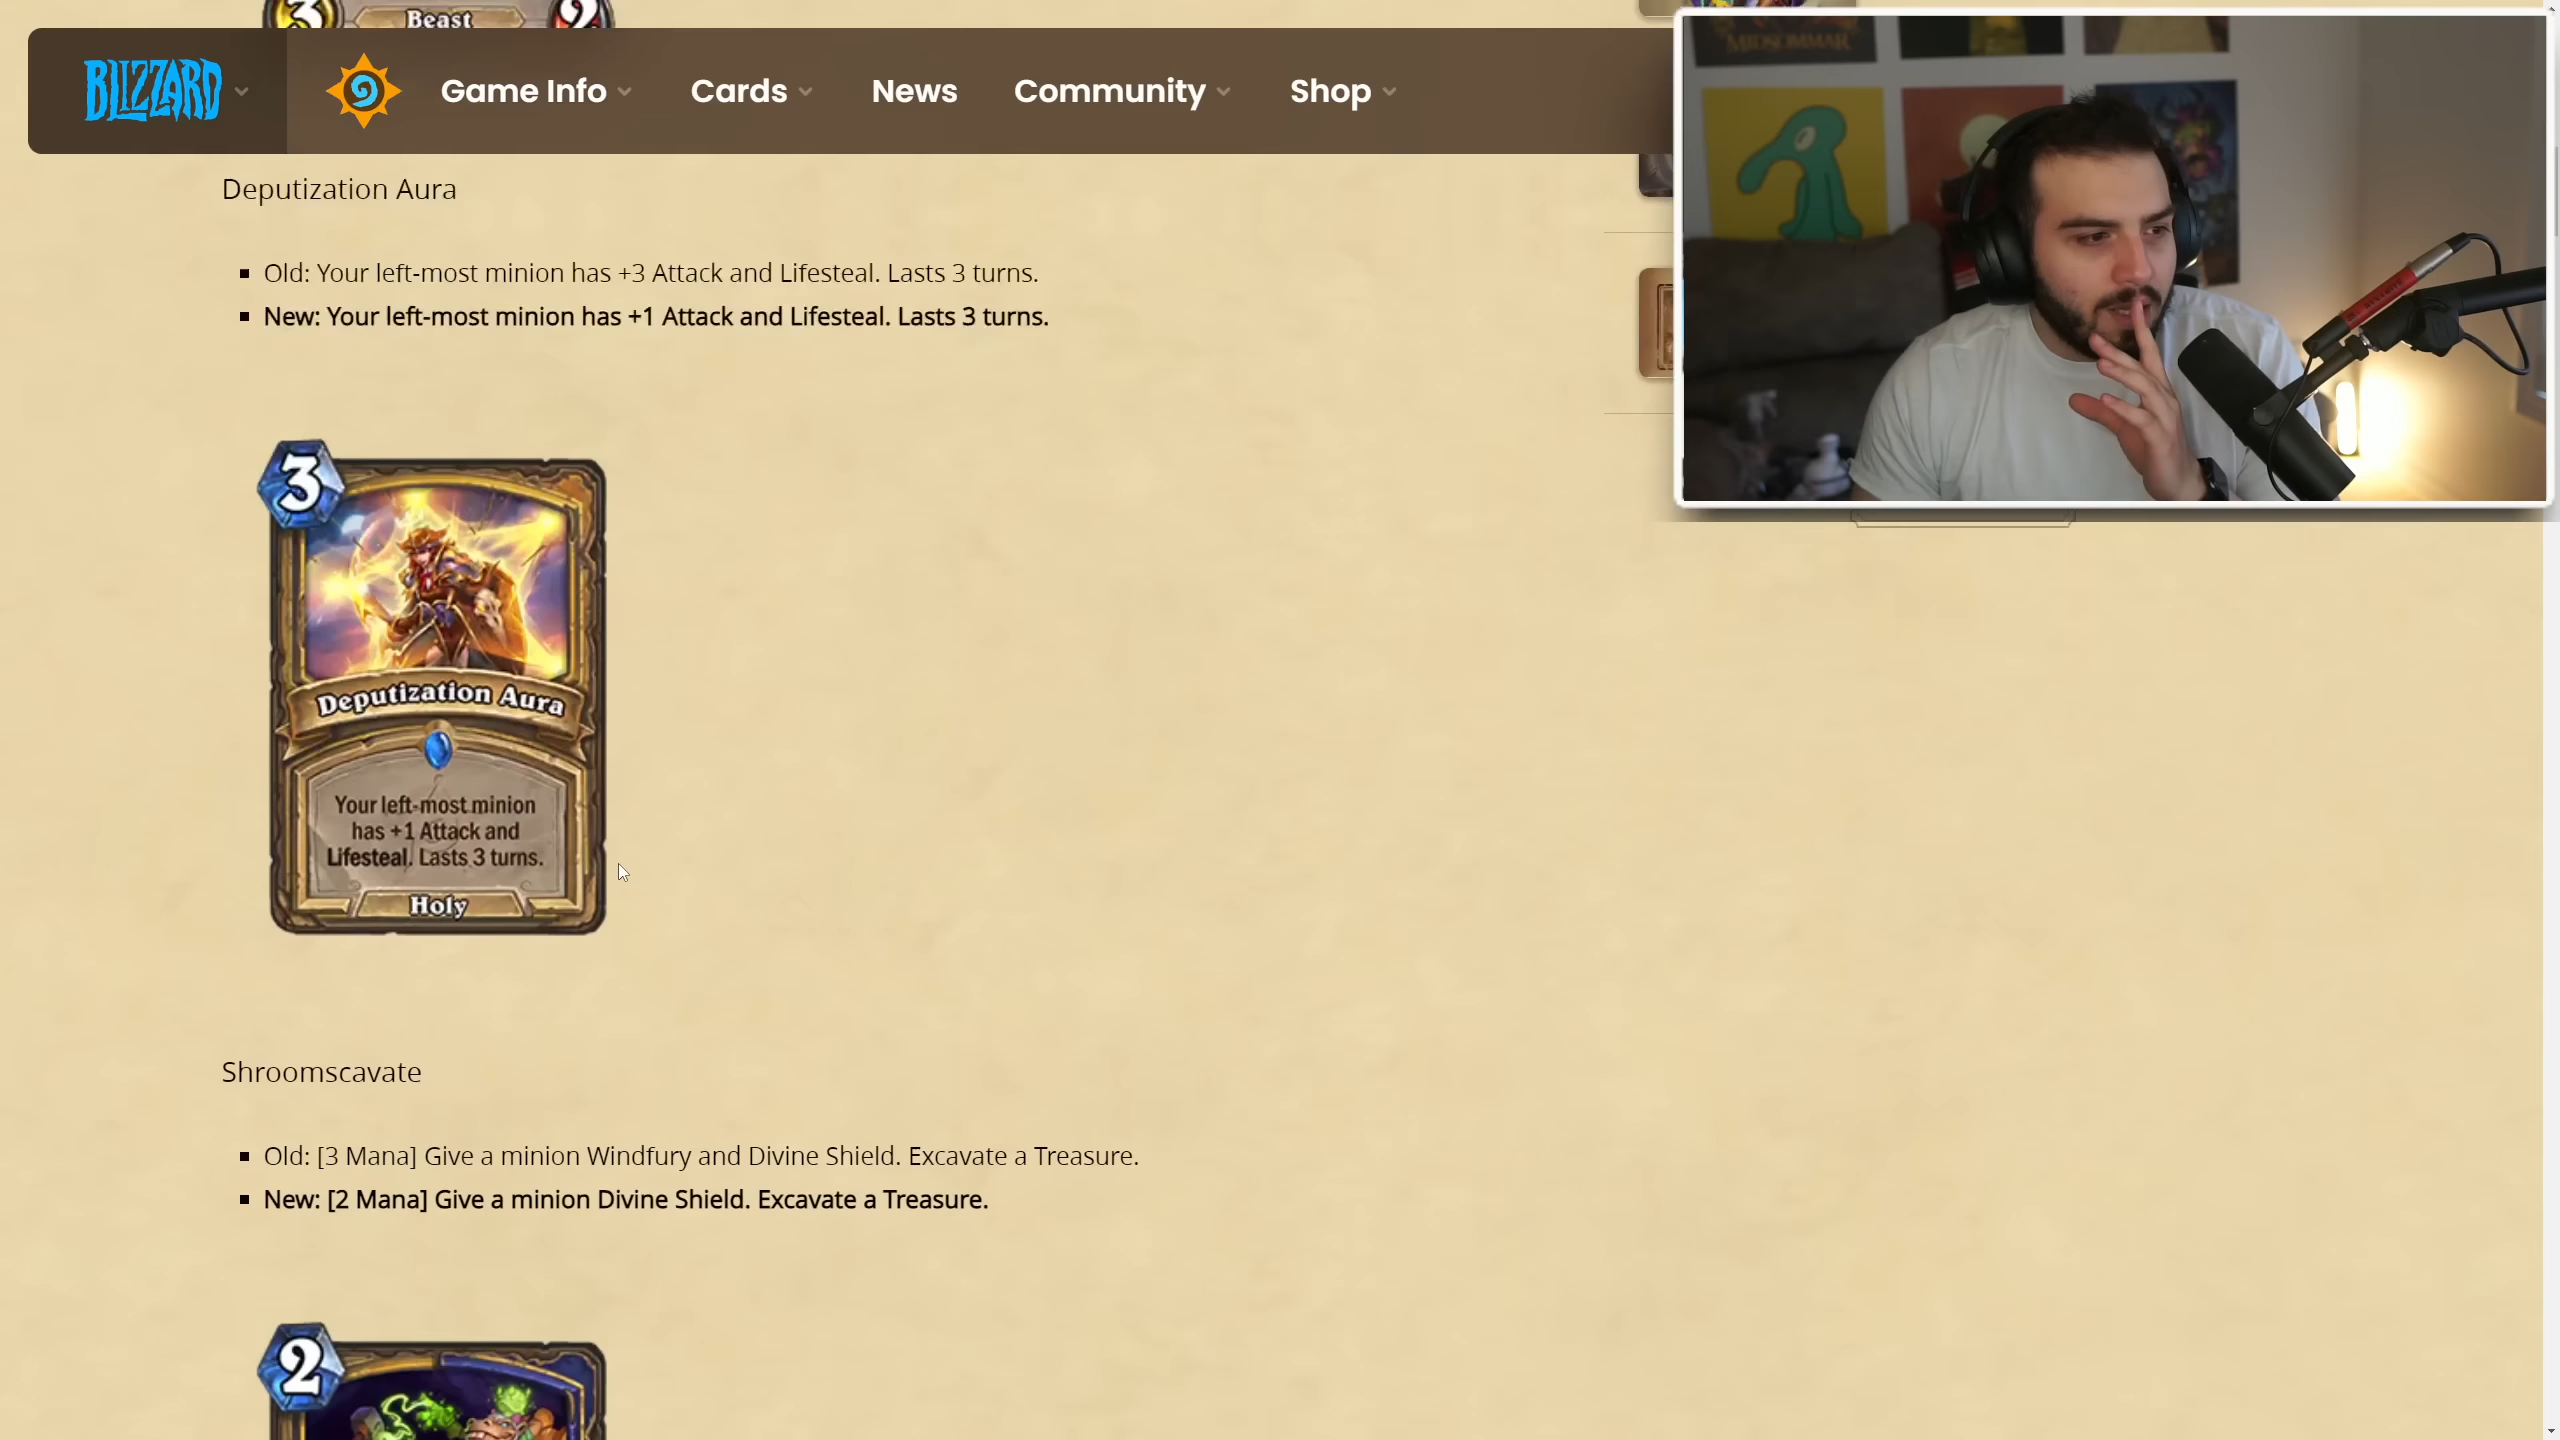 3
Beast
2
BLIZZARD
Game Info
Cards
News
Community
Shop
MIDSOMMAR
Deputization Aura
Old: Your left-most minion has +3 Attack and Lifesteal. Lasts 3 turns.
New: Your left-most minion has +1 Attack and Lifesteal. Lasts 3 turns.
3
Deputization Aura
Your left-most minion
has +1 Attack and
Lifesteal. Lasts 3 turns.
Holy
Shroomscavate
Old: [3 Mana] Give a minion Windfury and Divine Shield. Excavate a Treasure.
New: [2 Mana] Give a minion Divine Shield. Excavate a Treasure.
2